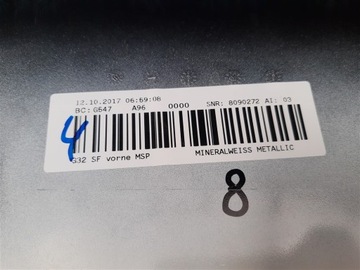 12.10.2017 06:59:08
BC: G647 A96 0000 SNR: 8090272 AI: 03
4
G32 SF vorne MSP MINERALWEISS METALLIC
8